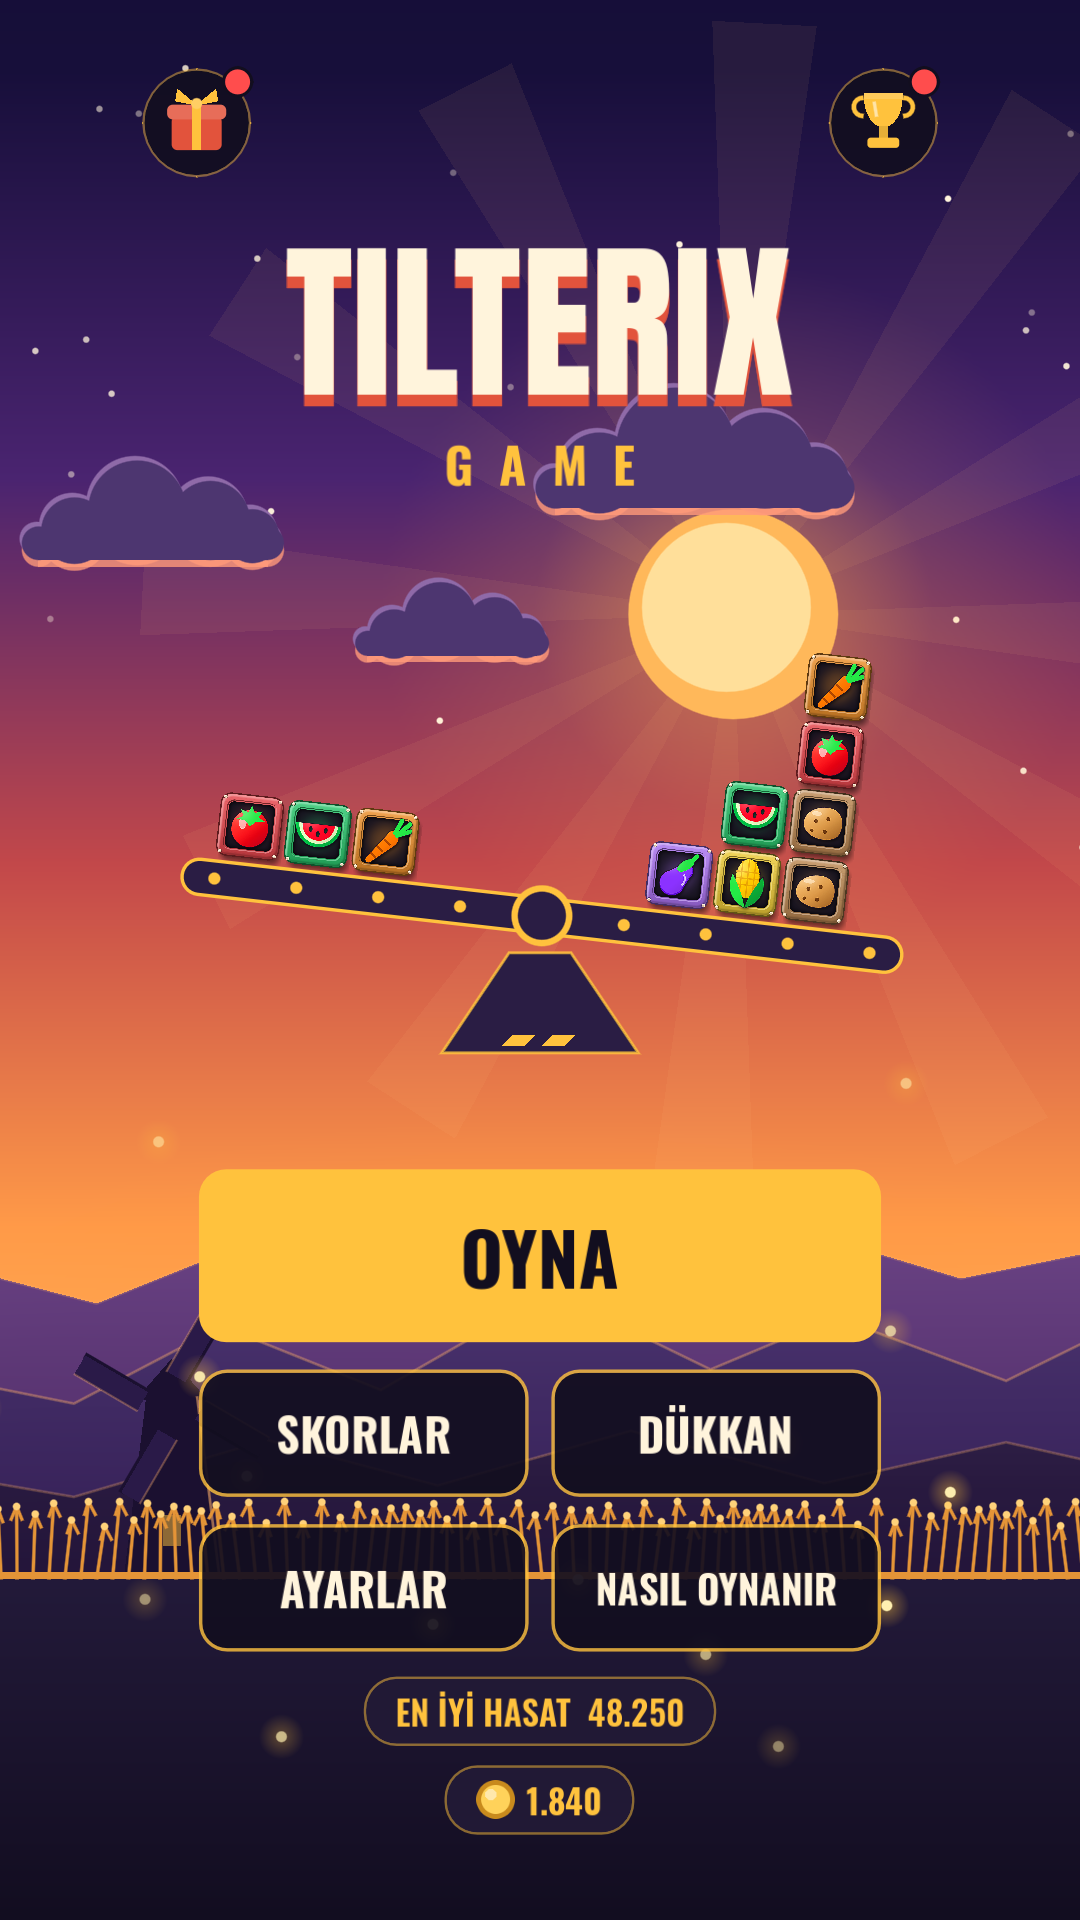 TILTERIX
GAME
OYNA
SKORLAR
DÜKKAN
AYARLAR
NASIL OYNANIR
EN İYİ HASAT 48.250
1.840